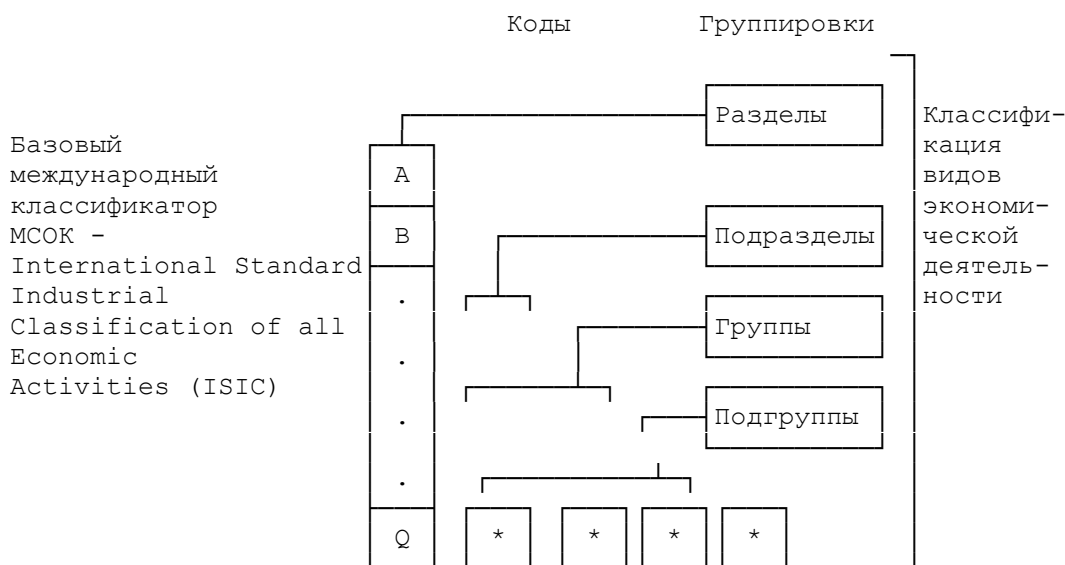 Коды Группировки
Разделы
Классифи-
кация
видов
экономи-
ческой
деятель-
ности
Базовый
международный
классификатор
МСОК -
International Standard
Industrial
Classification of all
Economic
Activities (ISIC)
A
B
.
.
.
.
Q
Подразделы
Группы
Подгруппы
* * * *